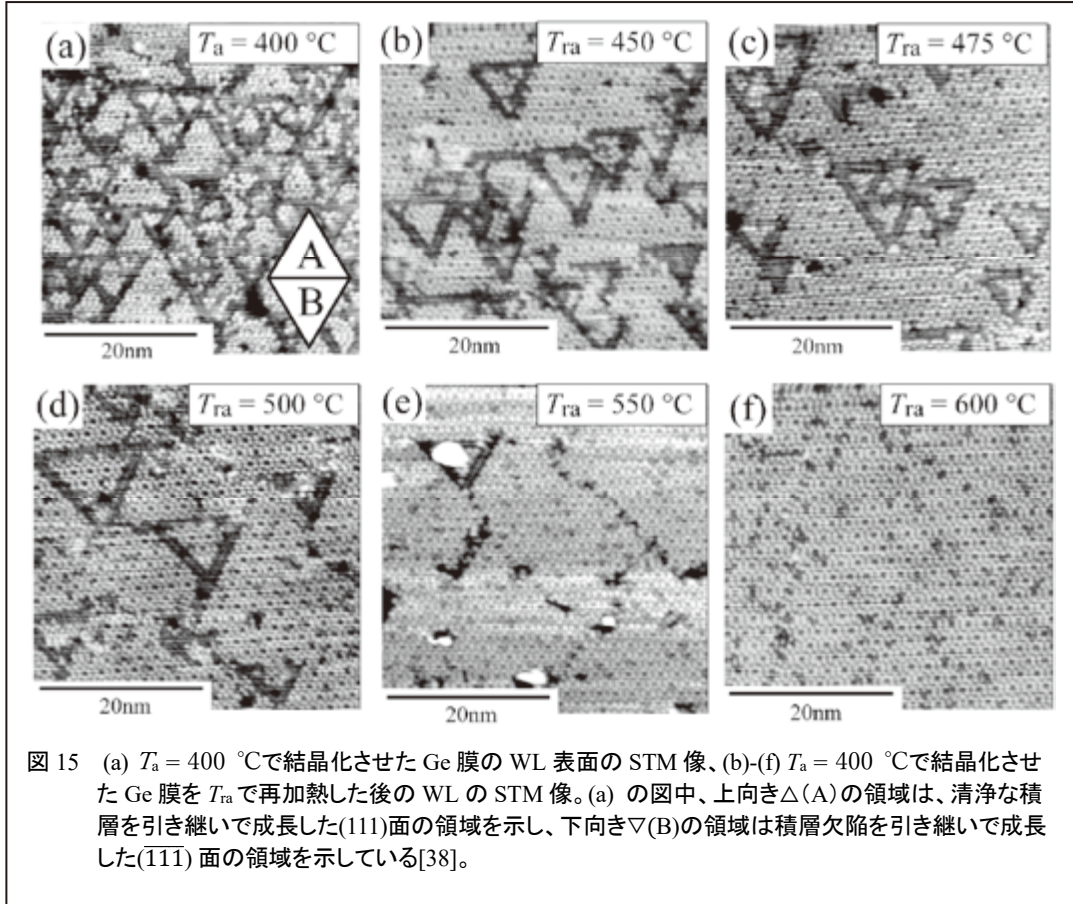 (a)
Ta = 400 °C
A
B
20nm
(b)
Tra = 450 °C
20nm
(c)
Tra = 475 °C
20nm
(d)
Tra = 500 °C
20nm
(e)
Tra = 550 °C
20nm
(f)
Tra = 600 °C
20nm
図 15 (a) Ta = 400 °Cで結晶化させた Ge 膜の WL 表面の STM 像、(b)-(f) Ta = 400 °Cで結晶化させ
た Ge 膜を Tra で再加熱した後の WL の STM 像。(a) の図中、上向き△(A)の領域は、清浄な積
層を引き継いで成長した(111)面の領域を示し、下向き▽(B)の領域は積層欠陥を引き継いで成長
した(1̅1̅1̅) 面の領域を示している[38]。